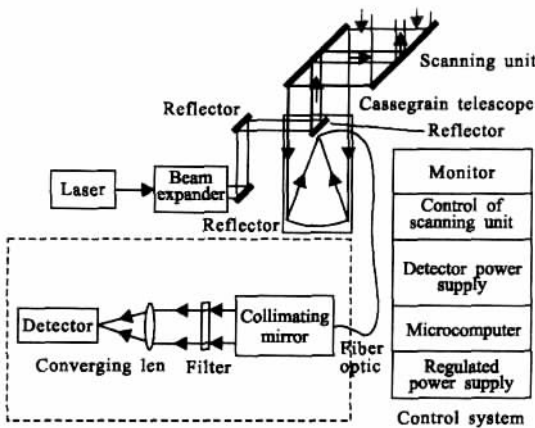 Scanning unit
Cassegrain telescope
Reflector
Reflector
Laser
Beam
expander
Reflector
Monitor
Control of
scanning unit
Detector power
supply
Microcomputer
Regulated
power supply
Control system
Detector
Converging len
Filter
Collimating
mirror
Fiber
optic